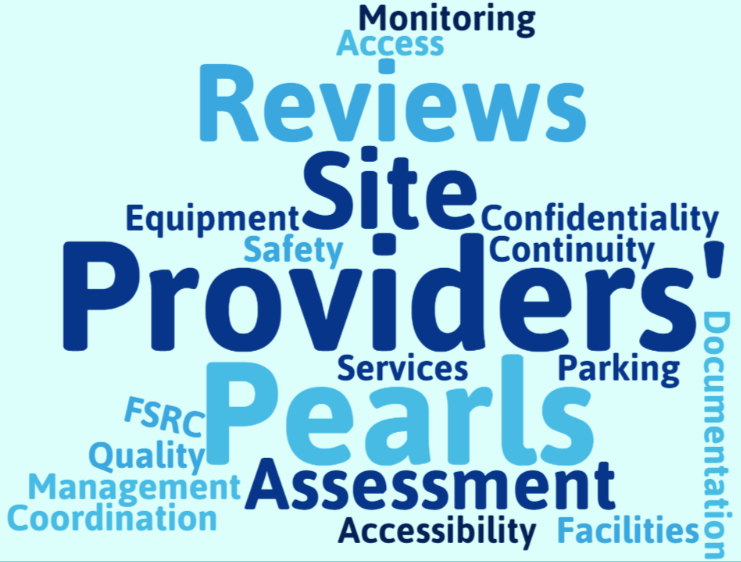 Monitoring
Access
Reviews
Site
Equipment
Confidentiality
Safety
Continuity
Providers'
Services
Parking
Documentation
Pearls
FSRC
Quality
Assessment
Management
Coordination
Accessibility
Facilities